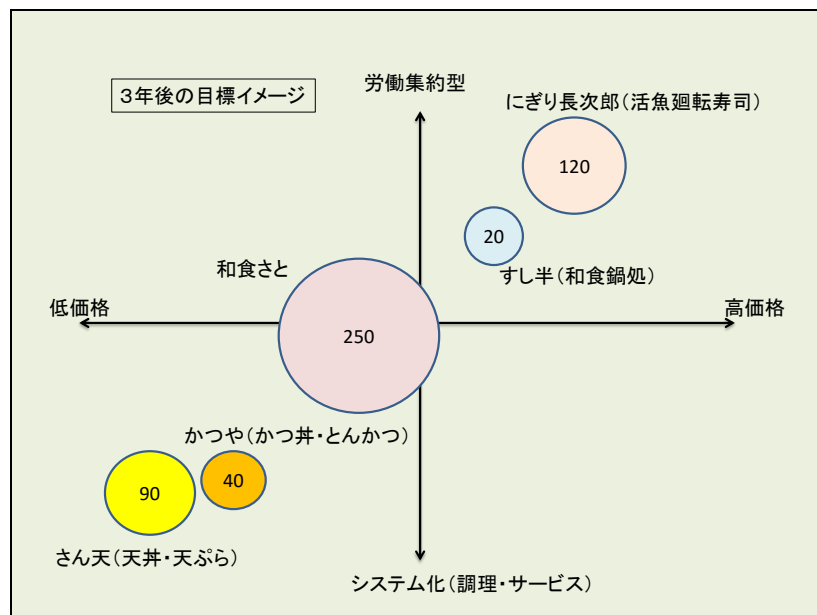 ３年後の目標イメージ
労働集約型
にぎり長次郎（活魚廻転寿司）
120
20
和食さと
すし半（和食鍋処）
低価格
高価格
250
かつや（かつ丼・とんかつ）
40
90
さん天（天丼・天ぷら）
システム化（調理・サービス）